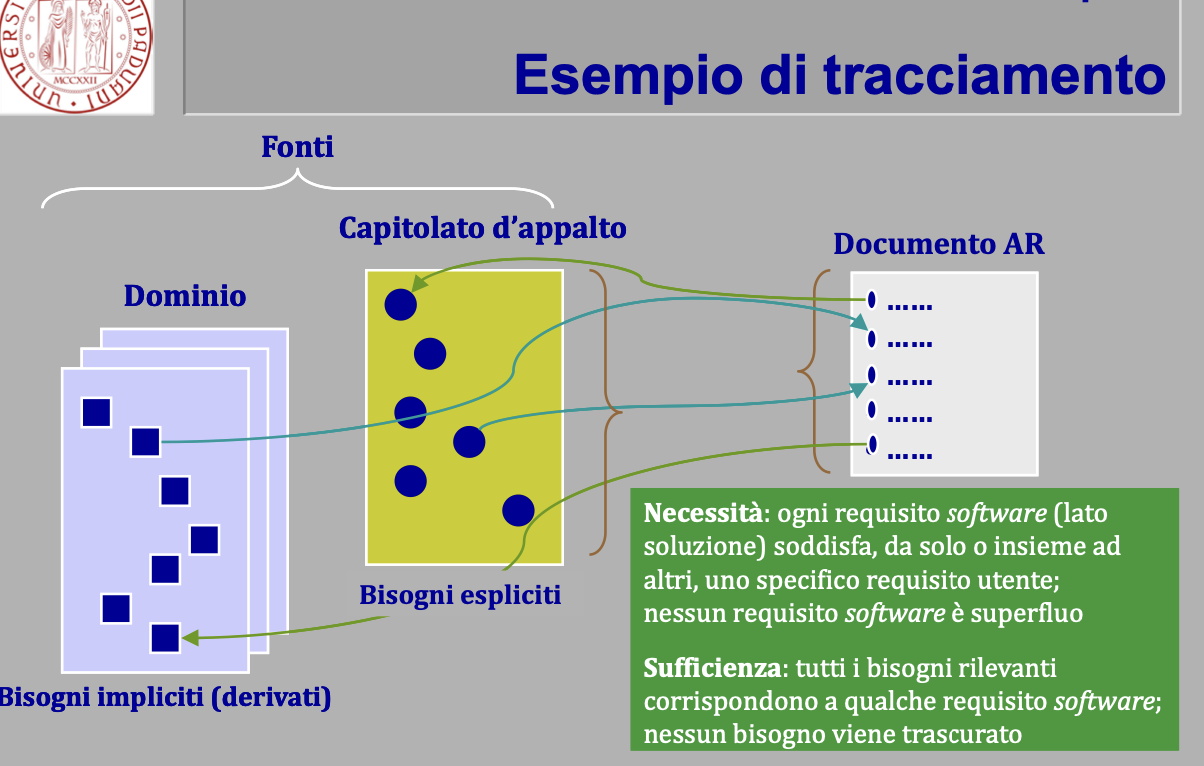 MCCXXII
Esempio di tracciamento
Fonti
Capitolato d'appalto
Documento AR
Dominio
......
......
......
......
......
Bisogni espliciti
Bisogni impliciti (derivati)
Necessità: ogni requisito software (lato
soluzione) soddisfa, da solo o insieme ad
altri, uno specifico requisito utente;
nessun requisito software è superfluo
Sufficienza: tutti i bisogni rilevanti
corrispondono a qualche requisito software;
nessun bisogno viene trascurato